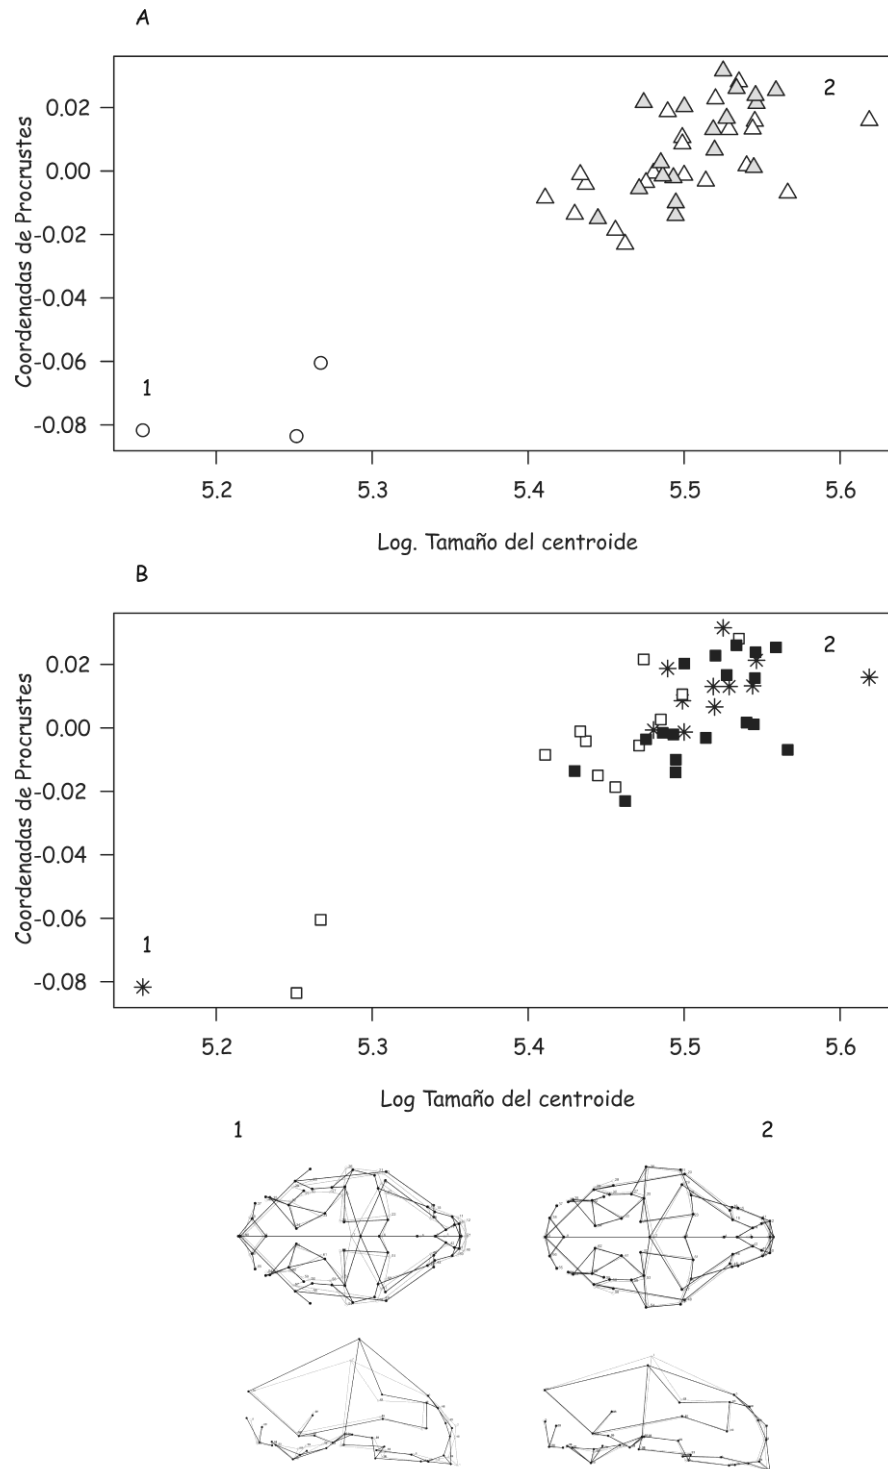 A
2
0.02
0.00
-0.02
-0.04
-0.06
-0.08
Coordenadas de Procrustes
1
5.2 5.3 5.4 5.5 5.6
Log. Tamaño del centroide
B
2
0.02
0.00
-0.02
-0.04
-0.06
-0.08
Coordenadas de Procrustes
1
5.2 5.3 5.4 5.5 5.6
Log Tamaño del centroide
1 2